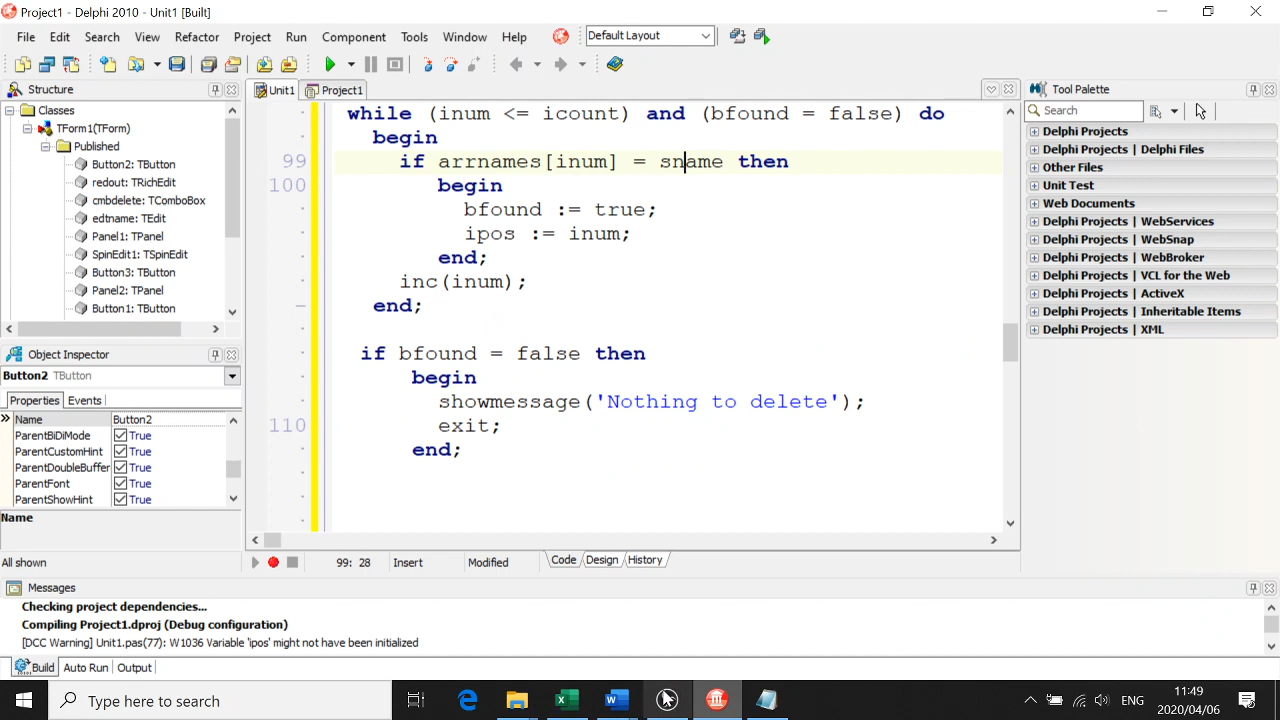 Project1 - Delphi 2010 - Unit1 [Built]
File Edit Search View Refactor Project Run Component Tools Window Help Default Layout
Structure
Classes
TForm1(TForm)
Published
Button2: TButton
redout: TRichEdit
cmbdelete: TComboBox
edtname: TEdit
Panel1: TPanel
SpinEdit1: TSpinEdit
Button3: TButton
Panel2: TPanel
Button1: TButton
Object Inspector
Button2 TButton
Properties Events
Name Button2
ParentBiDiMode True
ParentCustomHint True
ParentDoubleBuffer True
ParentFont True
ParentShowHint True
Name
All shown
Unit1 Project1
while (inum <= icount) and (bfound = false) do
begin
99 if arrnames[inum] = sname then
100 begin
bfound := true;
ipos := inum;
end;
inc(inum);
end;
if bfound = false then
begin
showmessage('Nothing to delete');
110 exit;
end;
99: 28 Insert Modified Code Design History
Tool Palette
Search
Delphi Projects
Delphi Projects | Delphi Files
Other Files
Unit Test
Web Documents
Delphi Projects | WebServices
Delphi Projects | WebSnap
Delphi Projects | WebBroker
VCL for the Web
Delphi Projects | ActiveX
Delphi Projects | Inheritable Items
Delphi Projects | XML
Messages
Checking project dependencies...
Compiling Project1.dproj (Debug configuration)
[DCC Warning] Unit1.pas(77): W1036 Variable 'ipos' might not have been initialized
Build Auto Run Output
Type here to search
ENG
11:49
2020/04/06